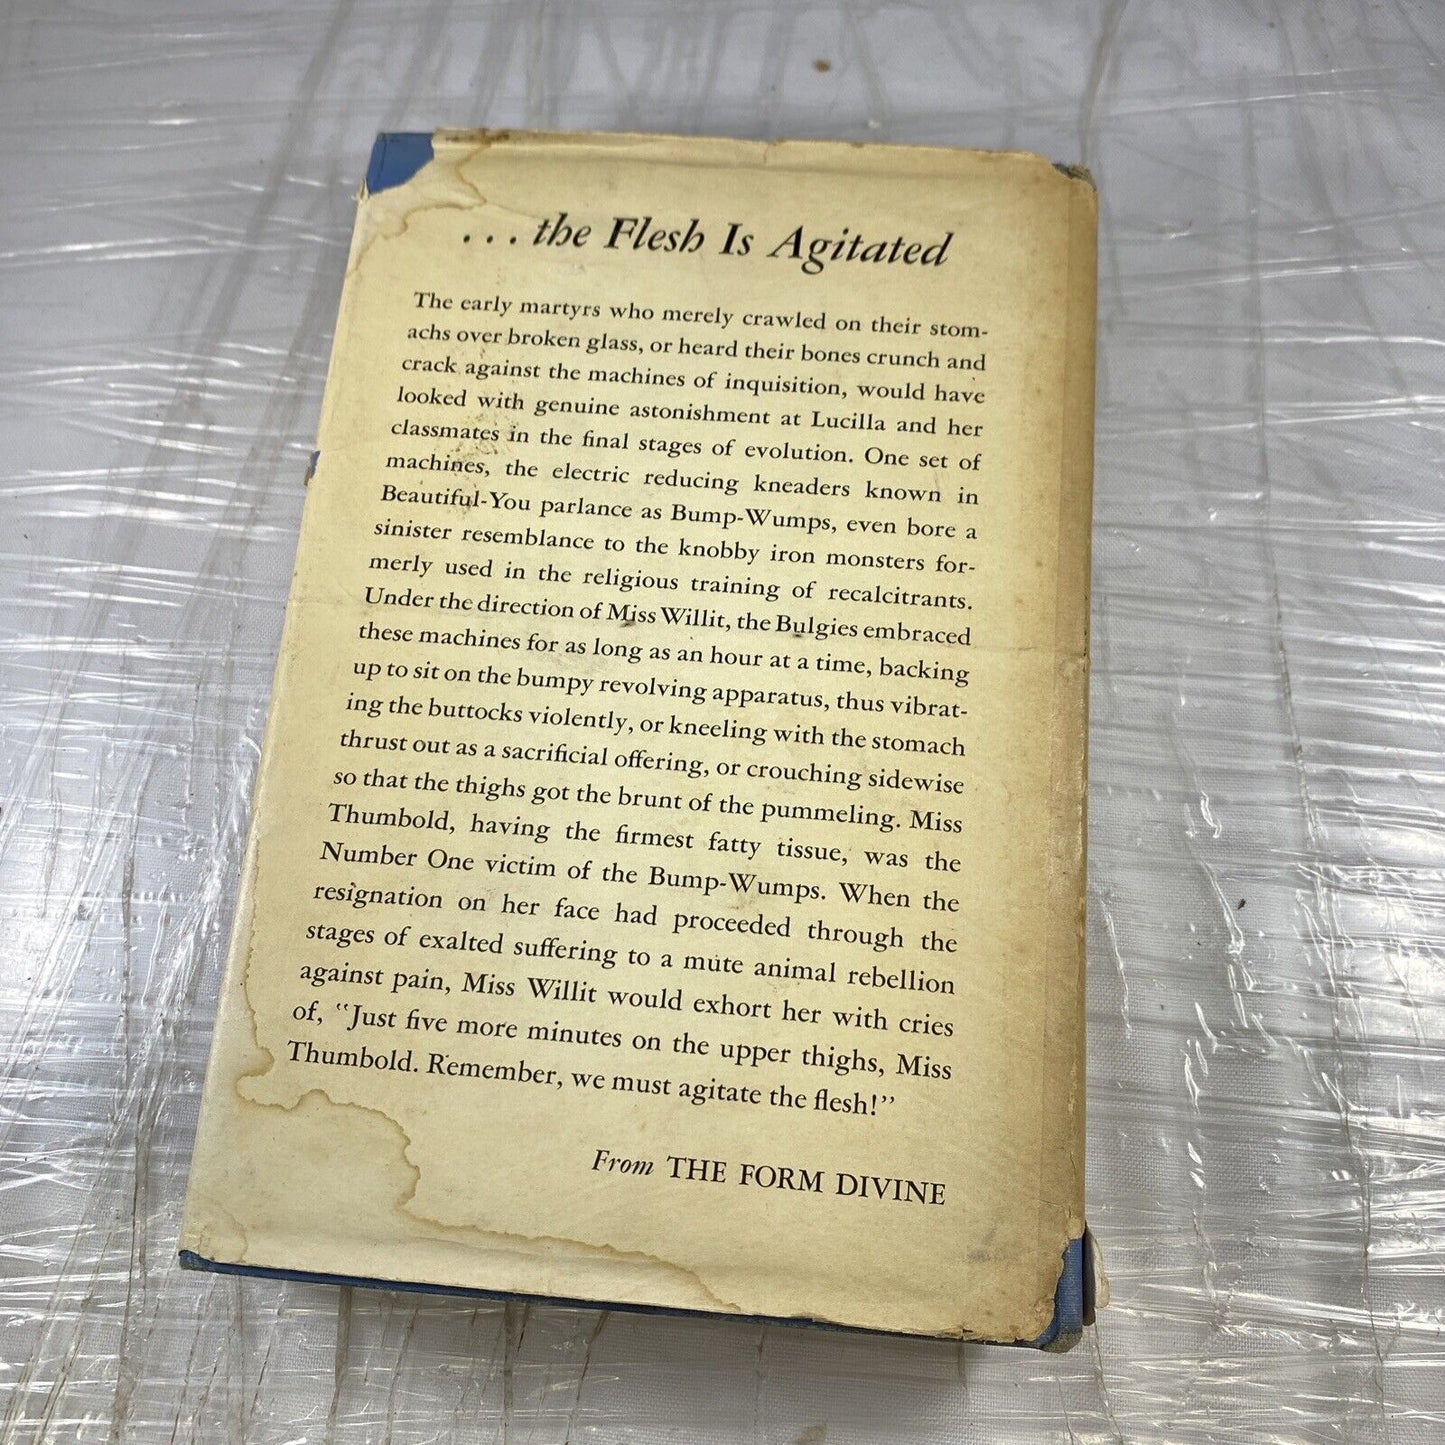 ... the Flesh Is Agitated
The early martyrs who merely crawled on their stom-
achs over broken glass, or heard their bones crunch and
crack against the machines of inquisition, would have
looked with genuine astonishment at Lucilla and her
classmates in the final stages of evolution. One set of
machines, the electric reducing kneaders known in
Beautiful-You parlance as Bump-Wumps, even bore a
sinister resemblance to the knobby iron monsters for-
merly used in the religious training of recalcitrants.
Under the direction of Miss Willit, the Bulgies embraced
these machines for as long as an hour at a time, backing
up to sit on the bumpy revolving apparatus, thus vibrat-
ing the buttocks violently, or kneeling with the stomach
thrust out as a sacrificial offering, or crouching sidewise
so that the thighs got the brunt of the pummeling. Miss
Thumbold, having the firmest fatty tissue, was the
Number One victim of the Bump-Wumps. When the
resignation on her face had proceeded through the
stages of exalted suffering to a mute animal rebellion
against pain, Miss Willit would exhort her with cries
of, "Just five more minutes on the upper thighs, Miss
Thumbold. Remember, we must agitate the flesh!"
From THE FORM DIVINE